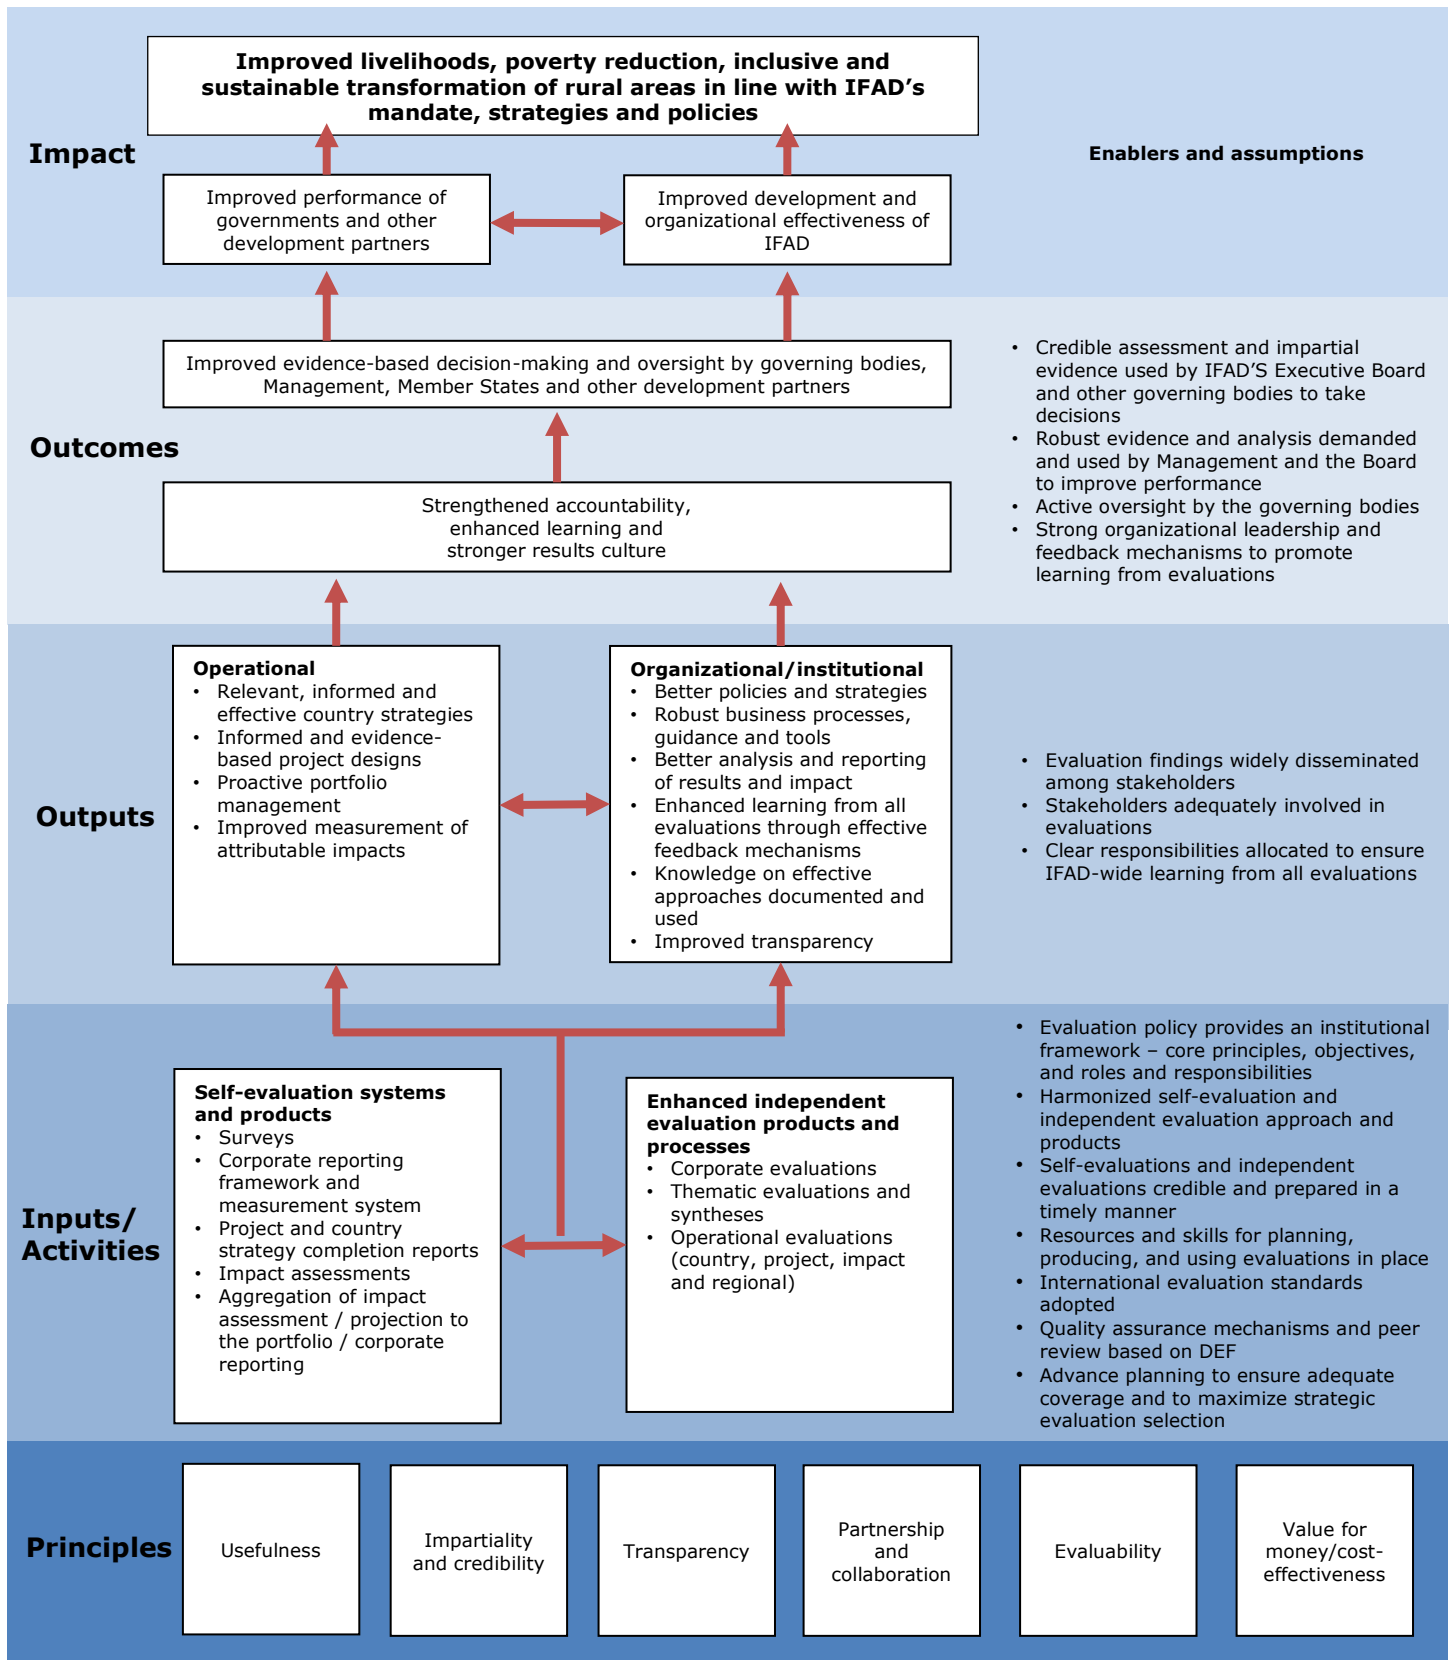 Improved livelihoods, poverty reduction, inclusive and
sustainable transformation of rural areas in line with IFAD’s
mandate, strategies and policies
Impact
Enablers and assumptions
Improved performance of
governments and other
development partners
Improved development and
organizational effectiveness of
IFAD
Improved evidence-based decision-making and oversight by governing bodies,
Management, Member States and other development partners
Outcomes
Strengthened accountability,
enhanced learning and
stronger results culture
• Credible assessment and impartial
evidence used by IFAD’S Executive Board
and other governing bodies to take
decisions
• Robust evidence and analysis demanded
and used by Management and the Board
to improve performance
• Active oversight by the governing bodies
• Strong organizational leadership and
feedback mechanisms to promote
learning from evaluations
Outputs
Operational
• Relevant, informed and
effective country strategies
• Informed and evidence-
based project designs
• Proactive portfolio
management
• Improved measurement of
attributable impacts
Organizational/institutional
• Better policies and strategies
• Robust business processes,
guidance and tools
• Better analysis and reporting
of results and impact
• Enhanced learning from all
evaluations through effective
feedback mechanisms
• Knowledge on effective
approaches documented and
used
• Improved transparency
• Evaluation findings widely disseminated
among stakeholders
• Stakeholders adequately involved in
evaluations
• Clear responsibilities allocated to ensure
IFAD-wide learning from all evaluations
Inputs/
Activities
Self-evaluation systems
and products
• Surveys
• Corporate reporting
framework and
measurement system
• Project and country
strategy completion reports
• Impact assessments
• Aggregation of impact
assessment / projection to
the portfolio / corporate
reporting
Enhanced independent
evaluation products and
processes
• Corporate evaluations
• Thematic evaluations and
syntheses
• Operational evaluations
(country, project, impact
and regional)
• Evaluation policy provides an institutional
framework – core principles, objectives,
and roles and responsibilities
• Harmonized self-evaluation and
independent evaluation approach and
products
• Self-evaluations and independent
evaluations credible and prepared in a
timely manner
• Resources and skills for planning,
producing, and using evaluations in place
• International evaluation standards
adopted
• Quality assurance mechanisms and peer
review based on DEF
• Advance planning to ensure adequate
coverage and to maximize strategic
evaluation selection
Principles
Usefulness
Impartiality
and credibility
Transparency
Partnership
and
collaboration
Evaluability
Value for
money/cost-
effectiveness